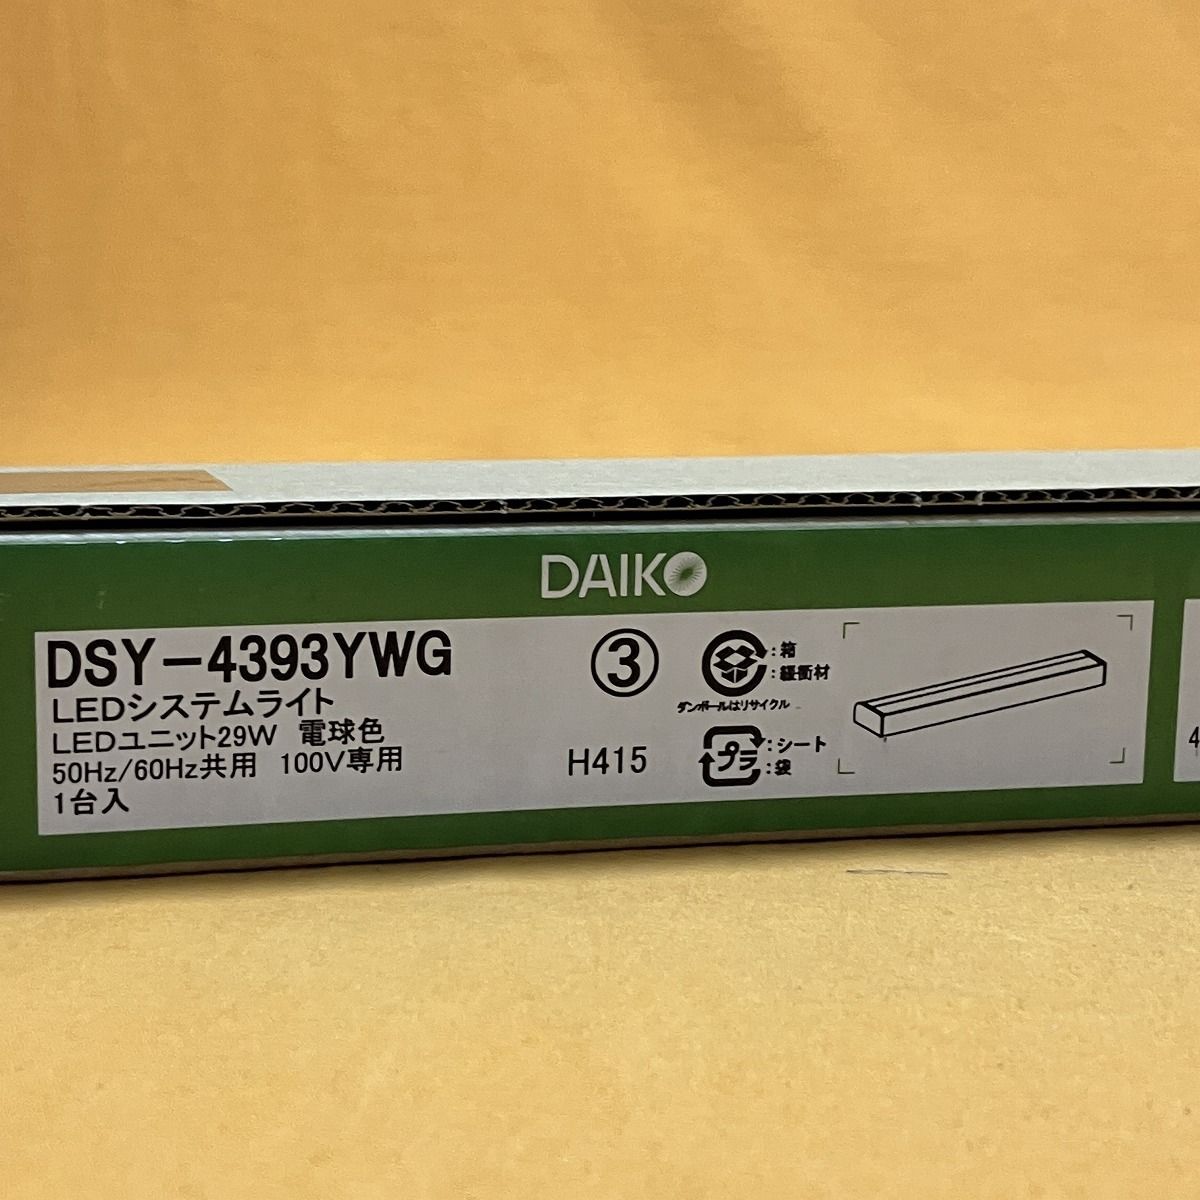 DAIKO
DSY-4393YWG
LEDシステムライト
LEDユニット29W 電球色
50Hz/60Hz共用 100V専用
1台入
③
H415
:箱
:緩衝材
ダンボールはリサイクル
プラ
:シート
:袋
4